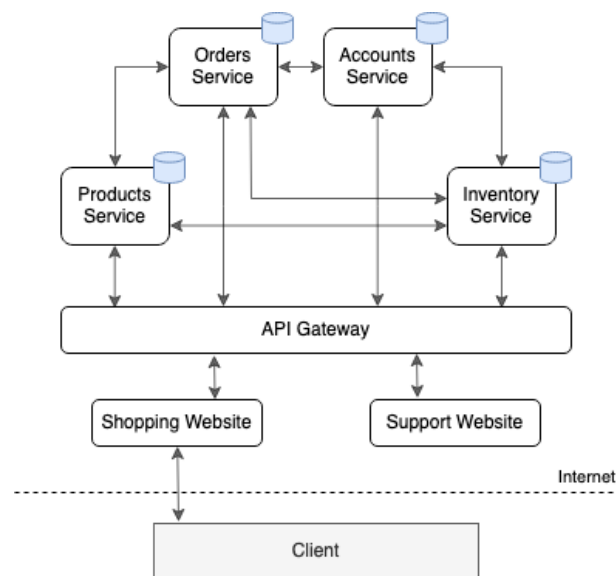 Orders
Service
Accounts
Service
Products
Service
Inventory
Service
API Gateway
Shopping Website
Support Website
Internet
Client